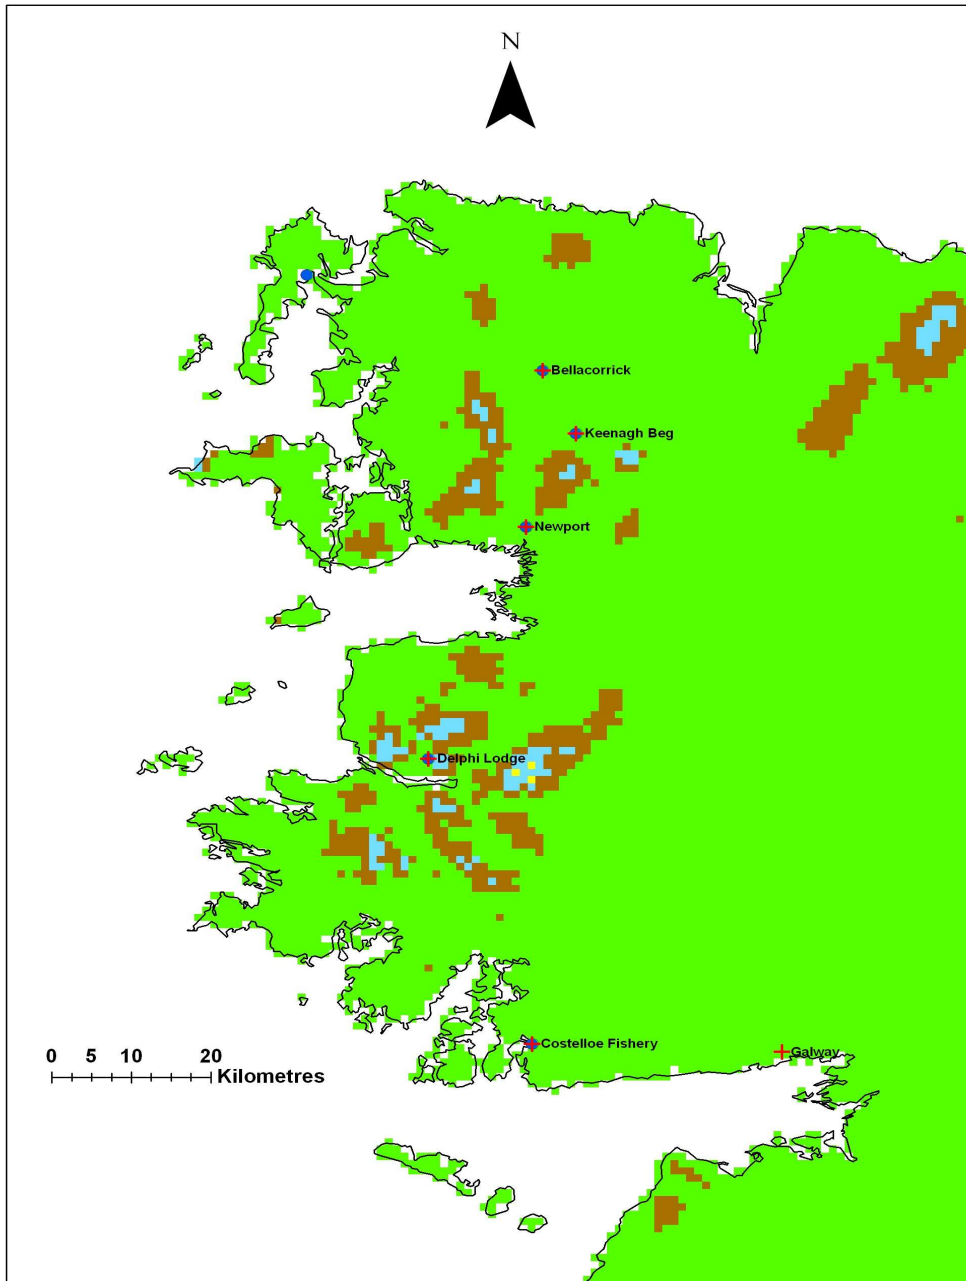 N
Bellacorrick
Keenagh Beg
Newport
Delphi Lodge
Costelloe Fishery
Galway
0 5 10 20
Kilometres